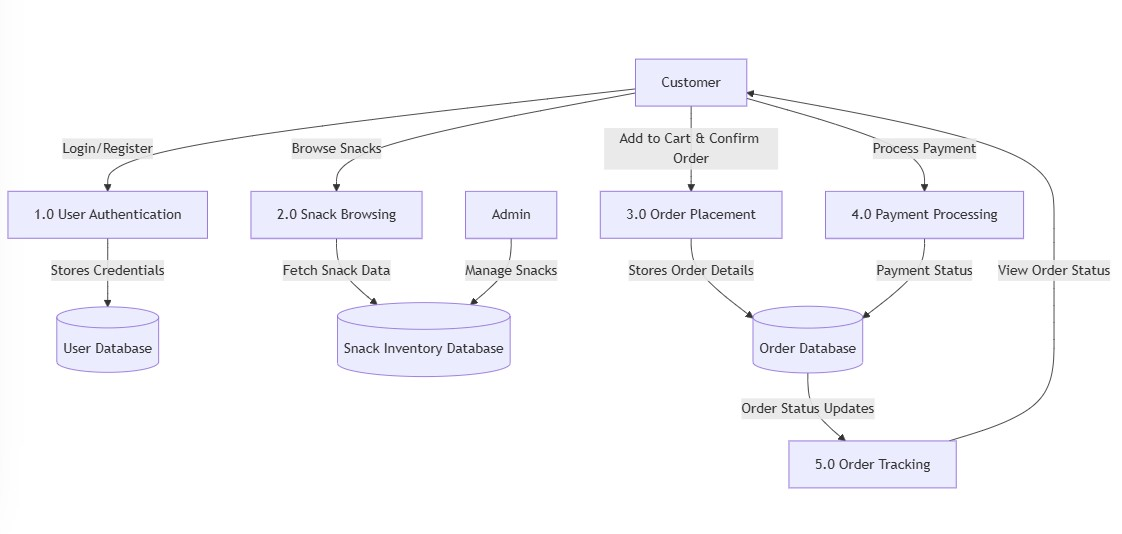 Customer
Login/Register
Browse Snacks
Add to Cart & Confirm
Order
Process Payment
1.0 User Authentication
2.0 Snack Browsing
Admin
3.0 Order Placement
4.0 Payment Processing
Stores Credentials
Fetch Snack Data
Manage Snacks
Stores Order Details
Payment Status
View Order Status
User Database
Snack Inventory Database
Order Database
Order Status Updates
5.0 Order Tracking